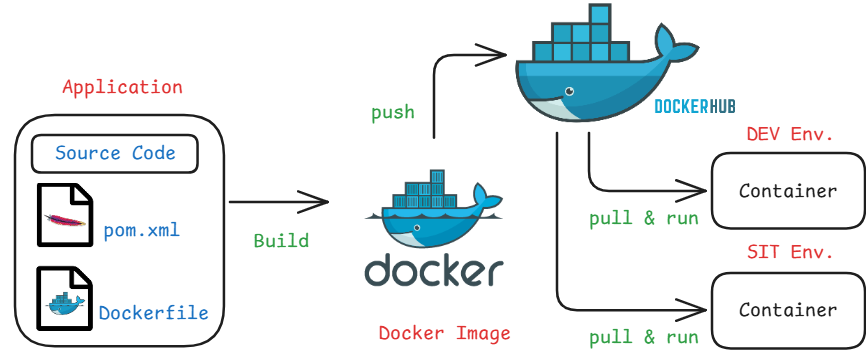 Application
Source Code
pom.xml
Dockerfile
Build
push
docker
Docker Image
DOCKERHUB
DEV Env.
Container
pull & run
SIT Env.
Container
pull & run